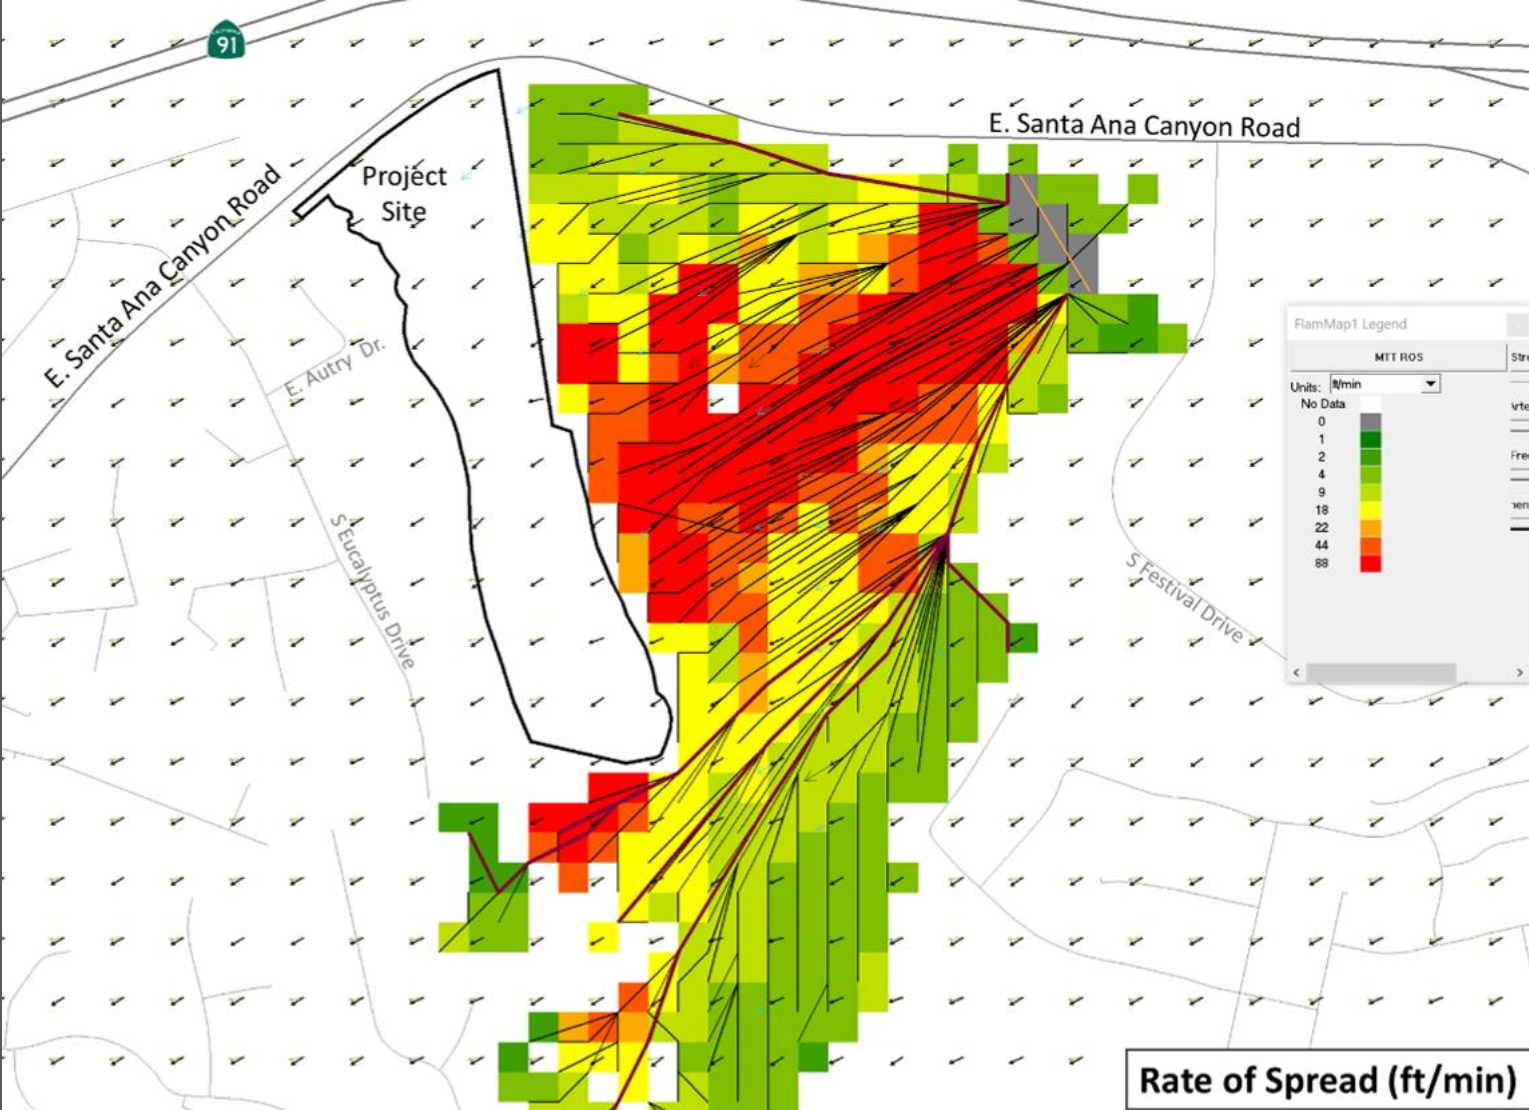 CALIFORNIA
91
E. Santa Ana Canyon Road
Project
Site
E. Santa Ana Canyon Road
E. Autry Dr.
S Eucalyptus Drive
S Festival Drive
FlamMap1 Legend
MTT ROS
Units: ft/min
No Data
0
1
2
4
9
18
22
44
88
Rate of Spread (ft/min)